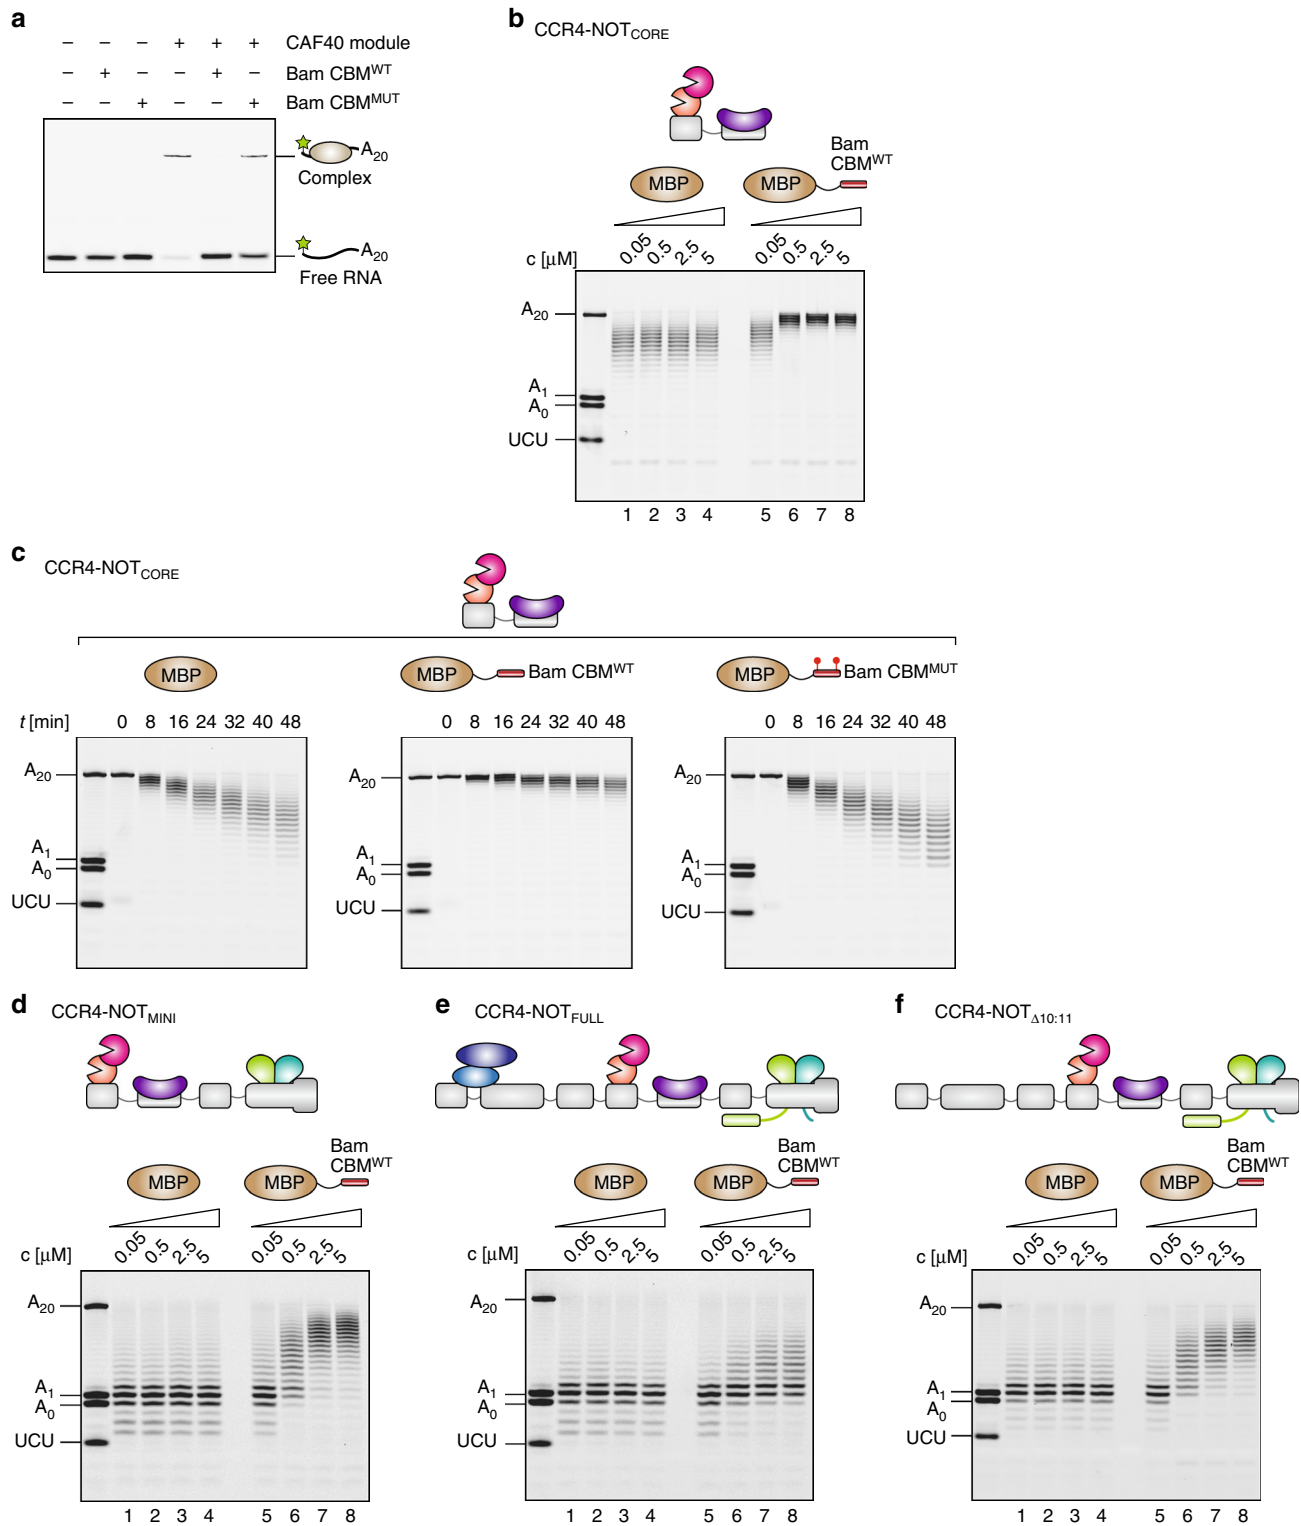 a
− − − + + + CAF40 module
− + − − + − Bam CBMWT
− − + − − + Bam CBMMUT
A20
Complex
A20
Free RNA
b
CCR4-NOTCORE
MBP
MBP
Bam
CBMWT
c [μM]
0.05 0.5 2.5 5
0.05 0.5 2.5 5
A20
A1
A0
UCU
1 2 3 4 5 6 7 8
c
CCR4-NOTCORE
MBP
MBP
Bam CBMWT
MBP
Bam CBMMUT
t [min] 0 8 16 24 32 40 48
0 8 16 24 32 40 48
0 8 16 24 32 40 48
A20
A1
A0
UCU
A20
A1
A0
UCU
A20
A1
A0
UCU
d
CCR4-NOTMINI
MBP
MBP
Bam
CBMWT
c [μM]
0.05 0.5 2.5 5
0.05 0.5 2.5 5
A20
A1
A0
UCU
1 2 3 4 5 6 7 8
e
CCR4-NOTFULL
MBP
MBP
Bam
CBMWT
c [μM]
0.05 0.5 2.5 5
0.05 0.5 2.5 5
A20
A1
A0
UCU
1 2 3 4 5 6 7 8
f
CCR4-NOTΔ10:11
MBP
MBP
Bam
CBMWT
c [μM]
0.05 0.5 2.5 5
0.05 0.5 2.5 5
A20
A1
A0
UCU
1 2 3 4 5 6 7 8